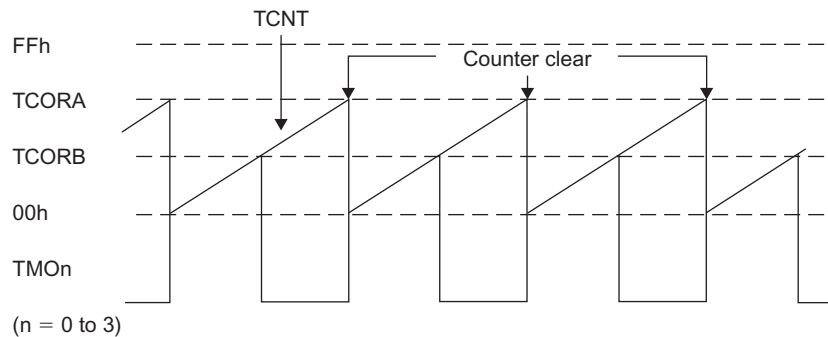 TCNT
FFh
Counter clear
TCORA
TCORB
00h
TMOn
(n = 0 to 3)